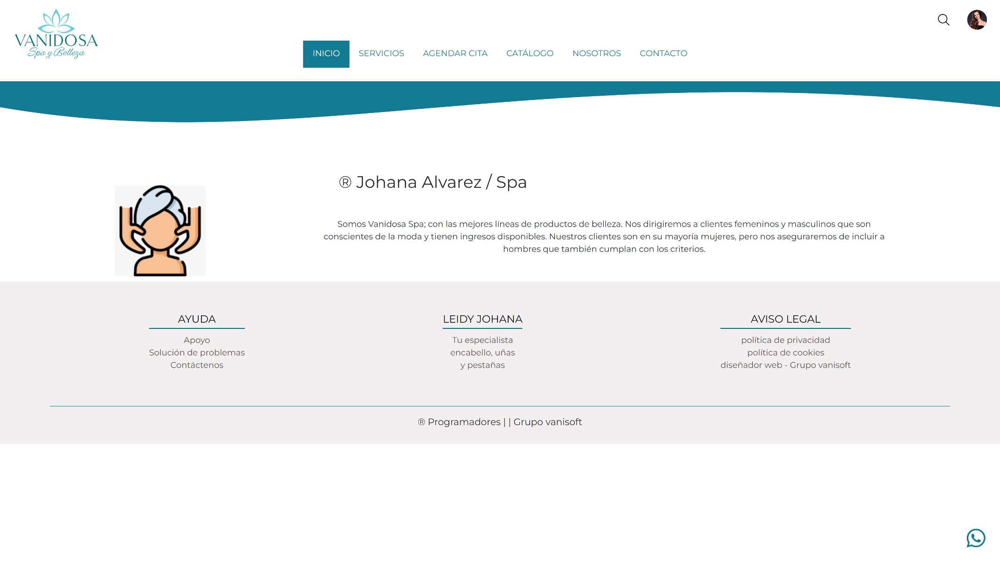 VANIDOSA
Spa y Belleza
INICIO SERVICIOS AGENDAR CITA CATÁLOGO NOSOTROS CONTACTO
® Johana Alvarez / Spa
Somos Vanidosa Spa; con las mejores líneas de productos de belleza. Nos dirigiremos a clientes femeninos y masculinos que son
conscientes de la moda y tienen ingresos disponibles. Nuestros clientes son en su mayoría mujeres, pero nos aseguraremos de incluir a
hombres que también cumplan con los criterios.
AYUDA
Apoyo
Solución de problemas
Contáctenos
LEIDY JOHANA
Tu especialista
encabello, uñas
y pestañas
AVISO LEGAL
política de privacidad
política de cookies
diseñador web - Grupo vanisoft
® Programadores | | Grupo vanisoft